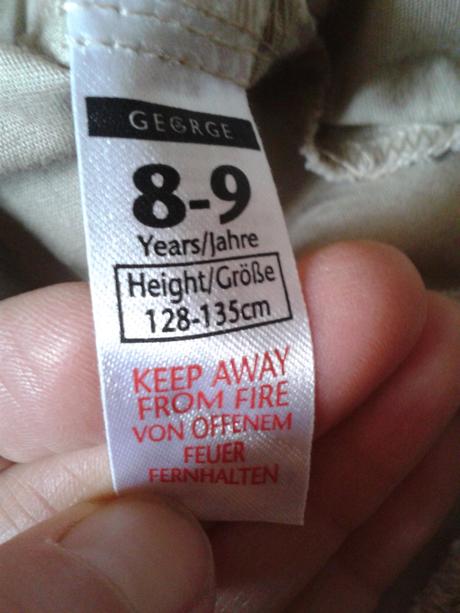 GEORGE
8-9
Years/Jahre
Height/Größe
128-135cm
KEEP AWAY
FROM FIRE
VON OFFENEM
FEUER
FERNHALTEN